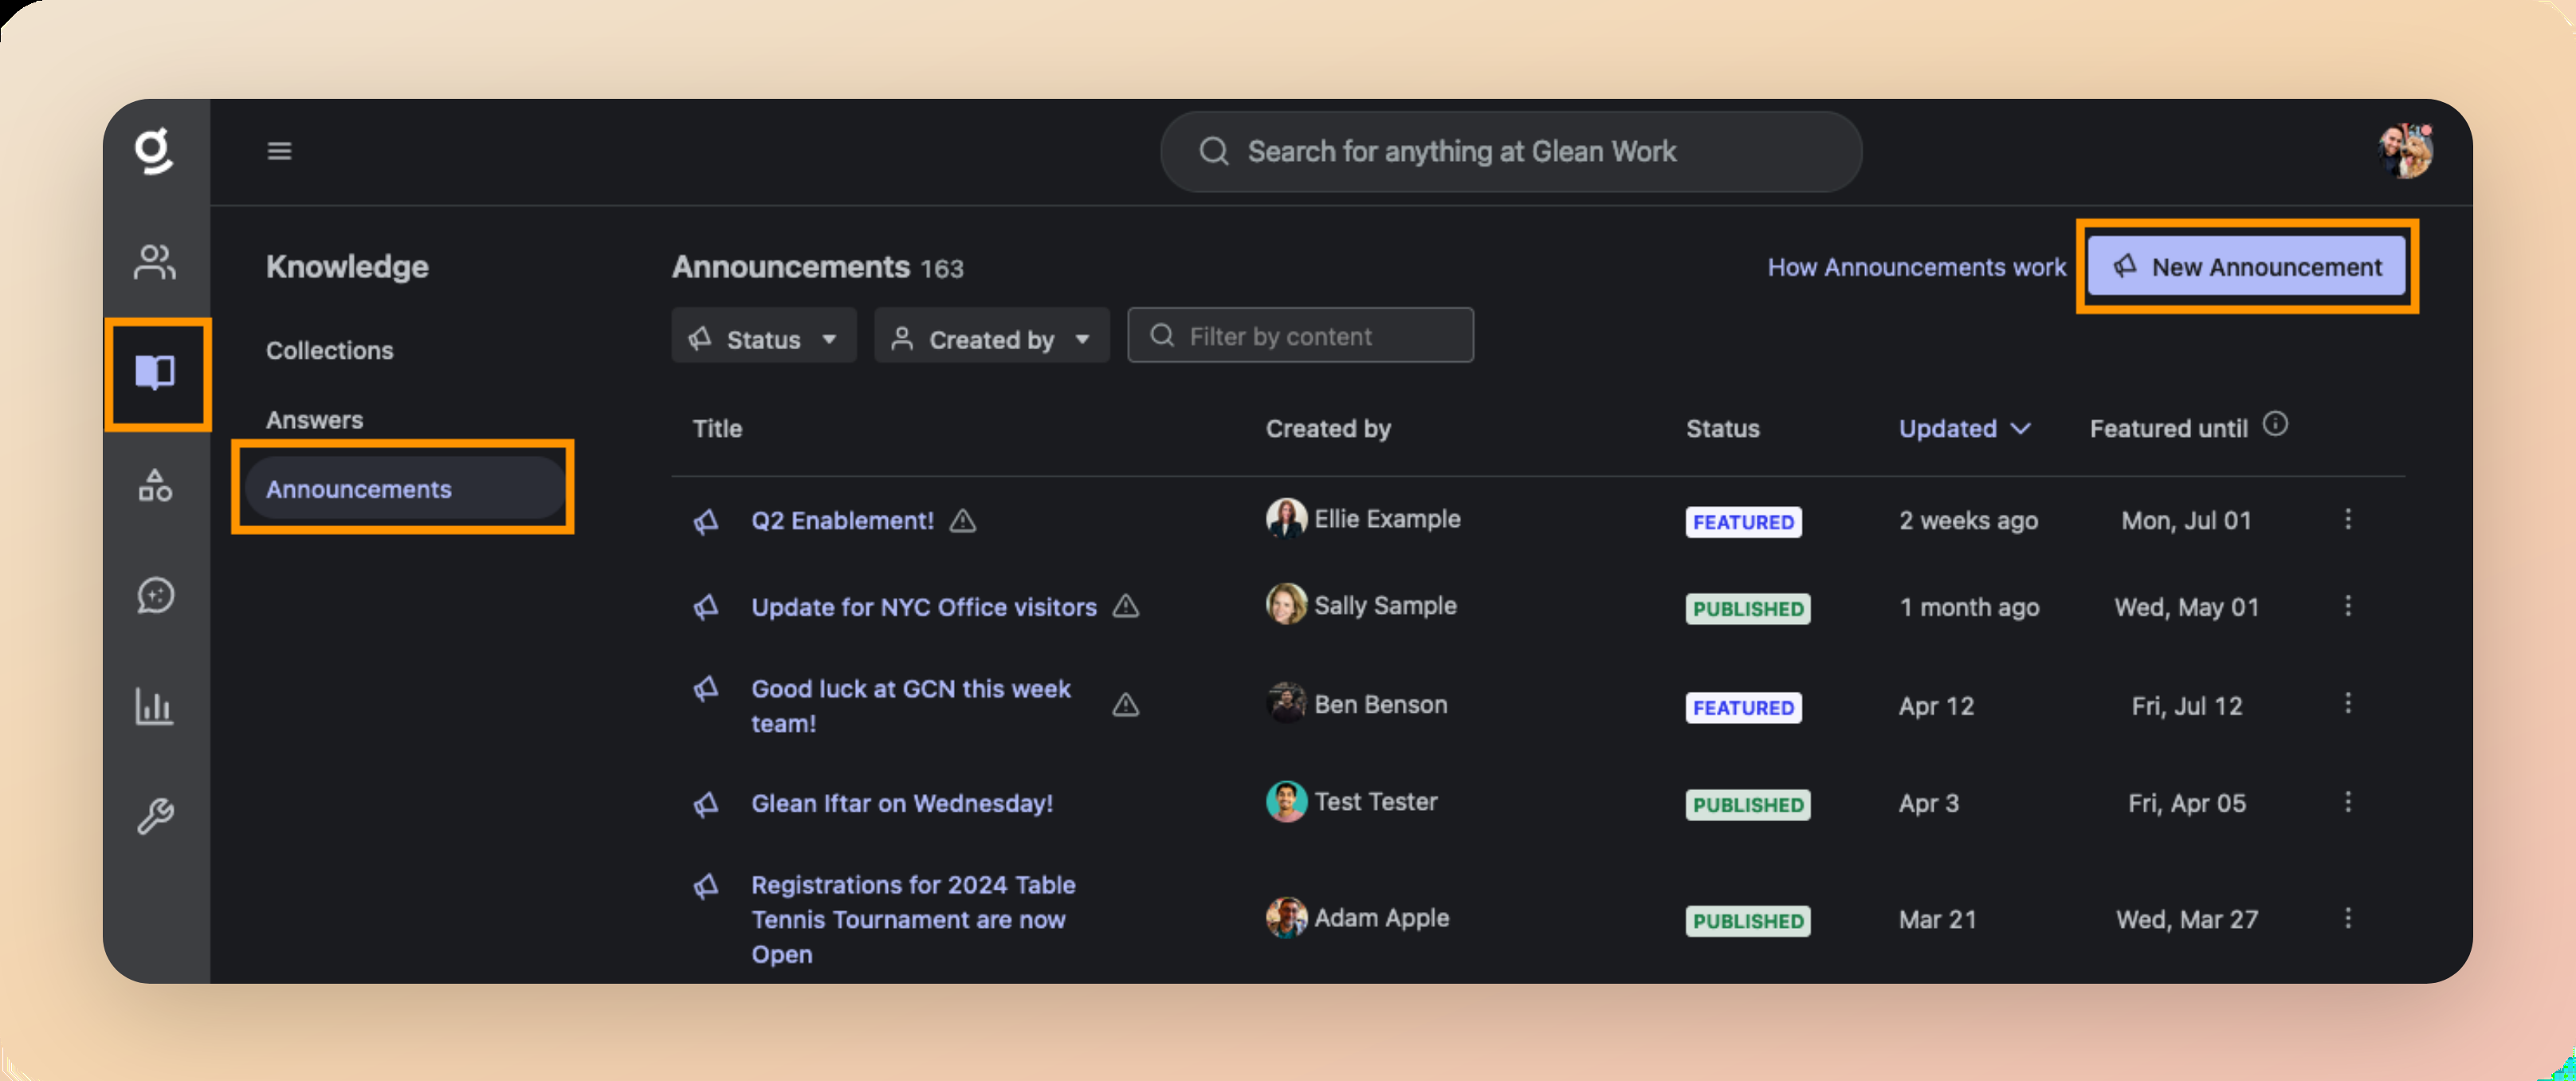 g
Search for anything at Glean Work
Knowledge
Collections
Answers
Announcements
Announcements 163
How Announcements work
New Announcement
Status
Created by
Filter by content
Title Created by Status Updated Featured until
Q2 Enablement! Ellie Example FEATURED 2 weeks ago Mon, Jul 01
Update for NYC Office visitors Sally Sample PUBLISHED 1 month ago Wed, May 01
Good luck at GCN this week
team! Ben Benson FEATURED Apr 12 Fri, Jul 12
Glean Iftar on Wednesday! Test Tester PUBLISHED Apr 3 Fri, Apr 05
Registrations for 2024 Table
Tennis Tournament are now Adam Apple PUBLISHED Mar 21 Wed, Mar 27
Open